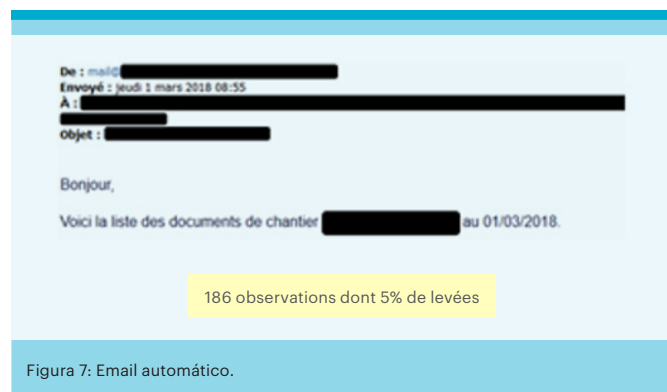 De : mail@
Envoyé : jeudi 1 mars 2018 08:55
À :
Objet :
Bonjour,
Voici la liste des documents de chantier au 01/03/2018.
186 observations dont 5% de levées
Figura 7: Email automático.